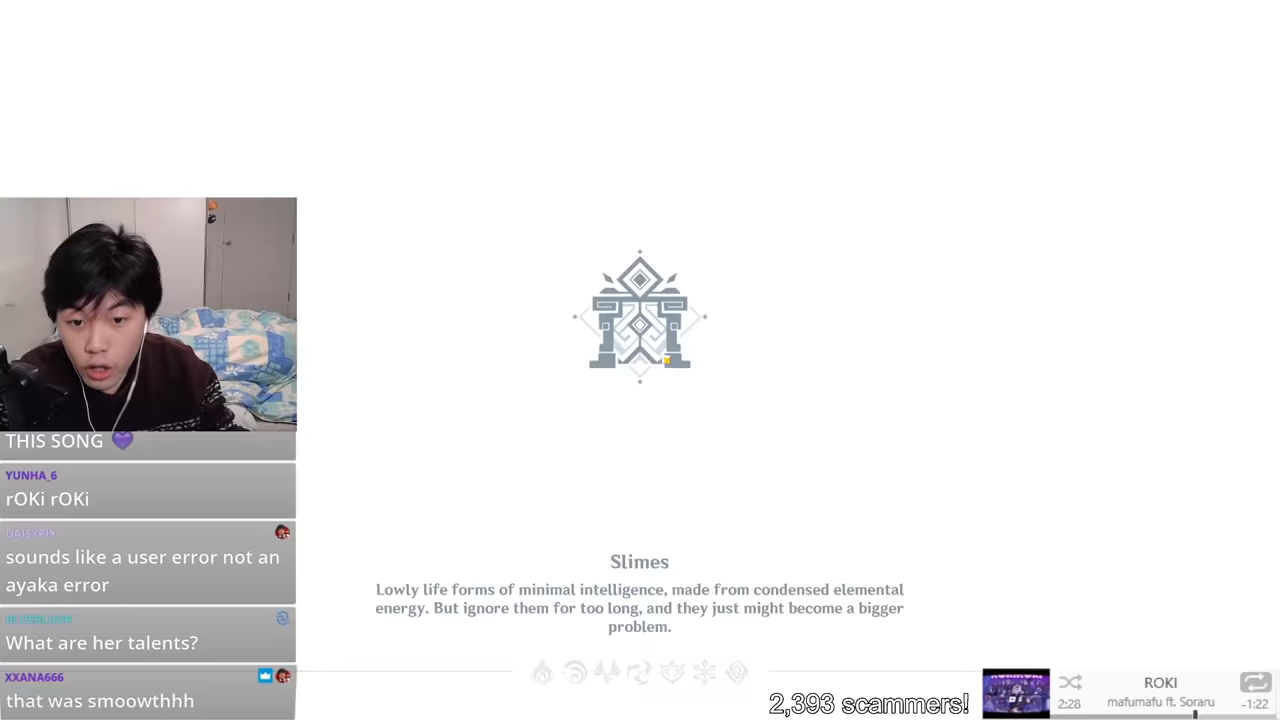 THIS SONG 💜
YUNHA_6
rOKi rOKi
DAISYPIX
sounds like a user error not an
ayaka error
What are her talents?
XXANA666
that was smoowthhh
Slimes
Lowly life forms of minimal intelligence, made from condensed elemental
energy. But ignore them for too long, and they just might become a bigger
problem.
2,393 scammers!
ROKI
mafumafu ft. Soraru
2:28
-1:22